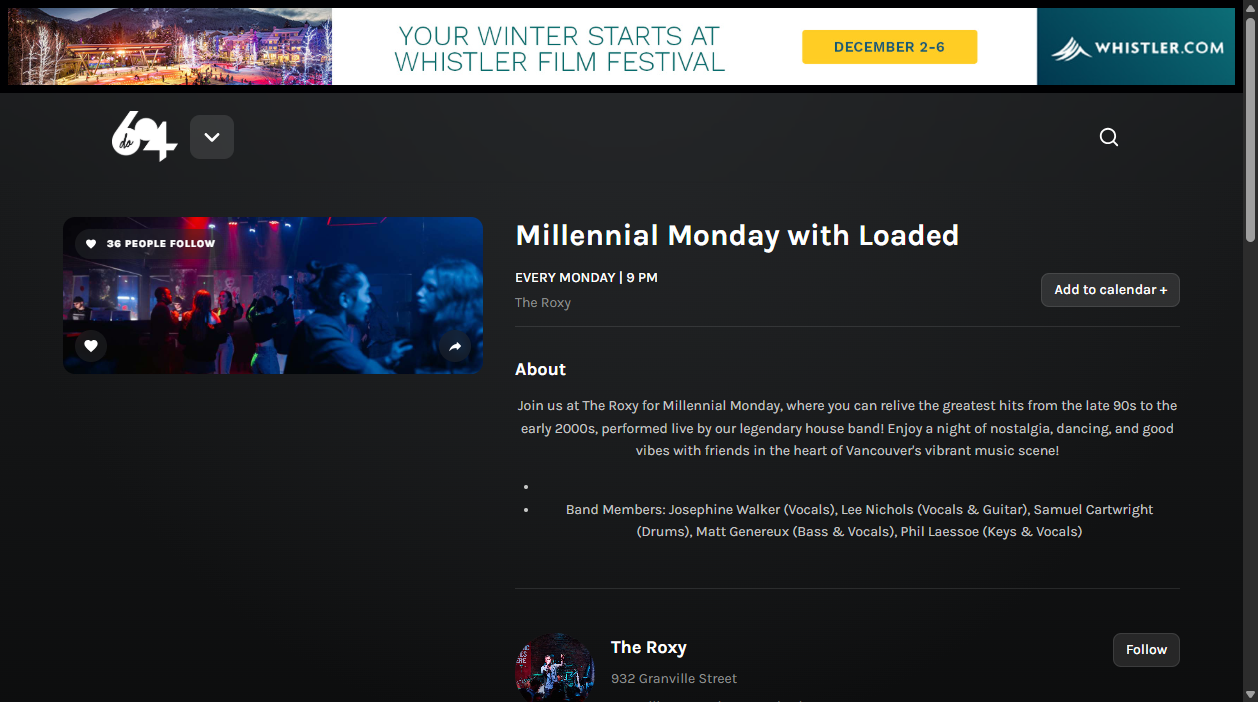 YOUR WINTER STARTS AT
WHISTLER FILM FESTIVAL
DECEMBER 2-6
WHISTLER.COM
do604
36 PEOPLE FOLLOW
Millennial Monday with Loaded
EVERY MONDAY | 9 PM
The Roxy
Add to calendar +
About
Join us at The Roxy for Millennial Monday, where you can relive the greatest hits from the late 90s to the
early 2000s, performed live by our legendary house band! Enjoy a night of nostalgia, dancing, and good
vibes with friends in the heart of Vancouver's vibrant music scene!
Band Members: Josephine Walker (Vocals), Lee Nichols (Vocals & Guitar), Samuel Cartwright
(Drums), Matt Genereux (Bass & Vocals), Phil Laessoe (Keys & Vocals)
The Roxy
Follow
932 Granville Street